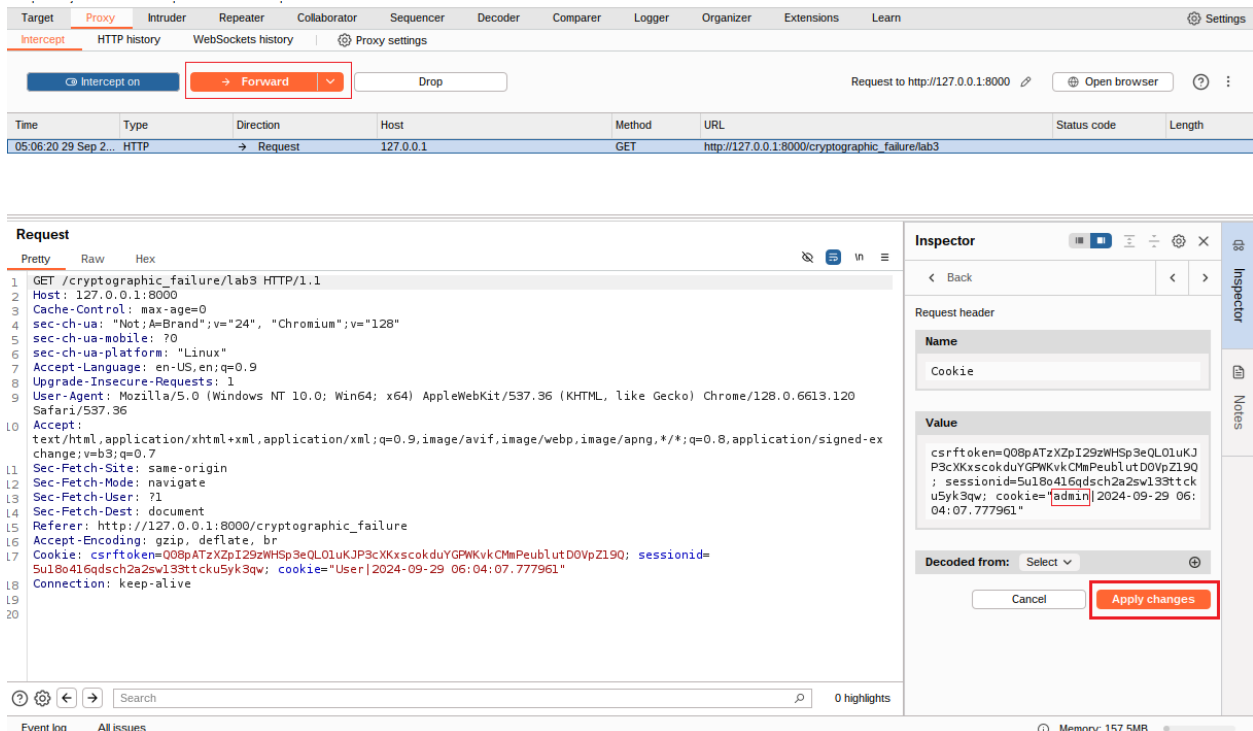 Target Proxy Intruder Repeater Collaborator Sequencer Decoder Comparer Logger Organizer Extensions Learn Settings
Intercept HTTP history WebSockets history Proxy settings
Intercept on → Forward Drop Request to http://127.0.0.1:8000 Open browser
Time Type Direction Host Method URL Status code Length
05:06:20 29 Sep 2... HTTP → Request 127.0.0.1 GET http://127.0.0.1:8000/cryptographic_failure/lab3
Request
Pretty Raw Hex \n
1 GET /cryptographic_failure/lab3 HTTP/1.1
2 Host: 127.0.0.1:8000
3 Cache-Control: max-age=0
4 sec-ch-ua: "Not;A=Brand";v="24", "Chromium";v="128"
5 sec-ch-ua-mobile: ?0
6 sec-ch-ua-platform: "Linux"
7 Accept-Language: en-US,en;q=0.9
8 Upgrade-Insecure-Requests: 1
9 User-Agent: Mozilla/5.0 (Windows NT 10.0; Win64; x64) AppleWebKit/537.36 (KHTML, like Gecko) Chrome/128.0.6613.120
Safari/537.36
10 Accept:
text/html,application/xhtml+xml,application/xml;q=0.9,image/avif,image/webp,image/apng,*/*;q=0.8,application/signed-ex
change;v=b3;q=0.7
11 Sec-Fetch-Site: same-origin
12 Sec-Fetch-Mode: navigate
13 Sec-Fetch-User: ?1
14 Sec-Fetch-Dest: document
15 Referer: http://127.0.0.1:8000/cryptographic_failure
16 Accept-Encoding: gzip, deflate, br
17 Cookie: csrftoken=Q08pATzXZpI29zWHSp3eQLO1uKJP3cXKxscokduYGPWKvkCMmPeublutD0VpZ19Q; sessionid=
5u18o416qdsch2a2sw133ttcku5yk3qw; cookie="User|2024-09-29 06:04:07.777961"
18 Connection: keep-alive
19
20
Search 0 highlights
Inspector
Back
Request header
Name
Cookie
Value
csrftoken=Q08pATzXZpI29zWHSp3eQLO1uKJ
P3cXKxscokduYGPWKvkCMmPeublutD0VpZ19Q
; sessionid=5u18o416qdsch2a2sw133ttck
u5yk3qw; cookie="admin|2024-09-29 06:
04:07.777961"
Decoded from: Select
Cancel Apply changes
Inspector
Notes
Event log All issues Memory: 157.5MB